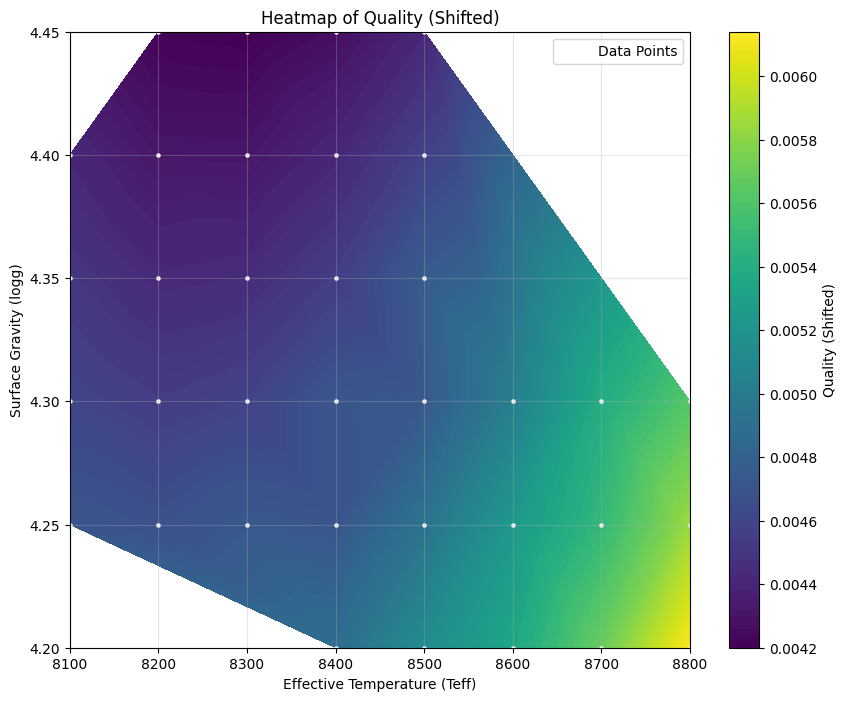 Heatmap of Quality (Shifted)
Data Points
4.45
4.40
4.35
4.30
4.25
4.20
Surface Gravity (logg)
8100 8200 8300 8400 8500 8600 8700 8800
Effective Temperature (Teff)
0.0060
0.0058
0.0056
0.0054
0.0052
0.0050
0.0048
0.0046
0.0044
0.0042
Quality (Shifted)